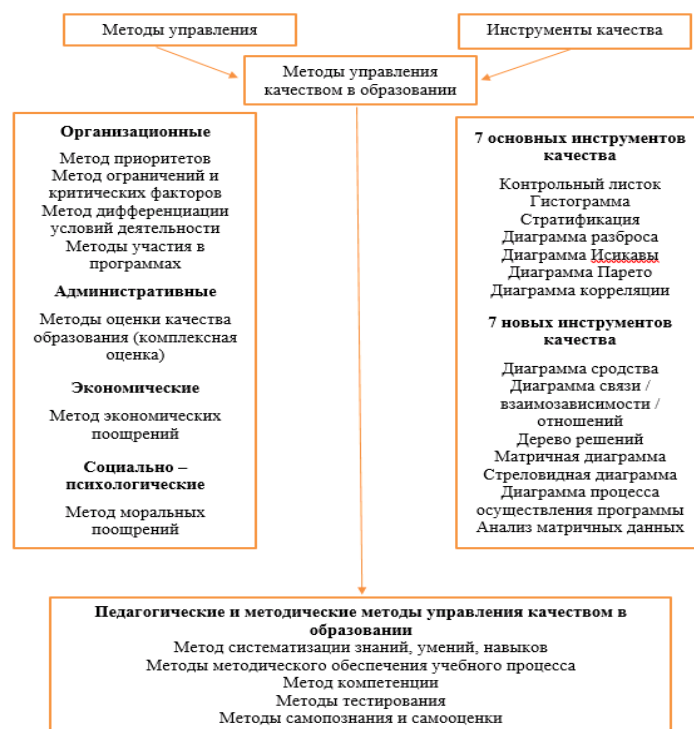 Методы управления
Инструменты качества
Методы управления
качеством в образовании
Организационные
Метод приоритетов
Метод ограничений и
критических факторов
Метод дифференциации
условий деятельности
Методы участия в
программах
Административные
Методы оценки качества
образования (комплексная
оценка)
Экономические
Метод экономических
поощрений
Социально –
психологические
Метод моральных
поощрений
7 основных инструментов
качества
Контрольный листок
Гистограмма
Стратификация
Диаграмма разброса
Диаграмма Исикавы
Диаграмма Парето
Диаграмма корреляции
7 новых инструментов
качества
Диаграмма сродства
Диаграмма связи /
взаимозависимости /
отношений
Дерево решений
Матричная диаграмма
Стреловидная диаграмма
Диаграмма процесса
осуществления программы
Анализ матричных данных
Педагогические и методические методы управления качеством в
образовании
Метод систематизации знаний, умений, навыков
Методы методического обеспечения учебного процесса
Метод компетенции
Методы тестирования
Методы самопознания и самооценки